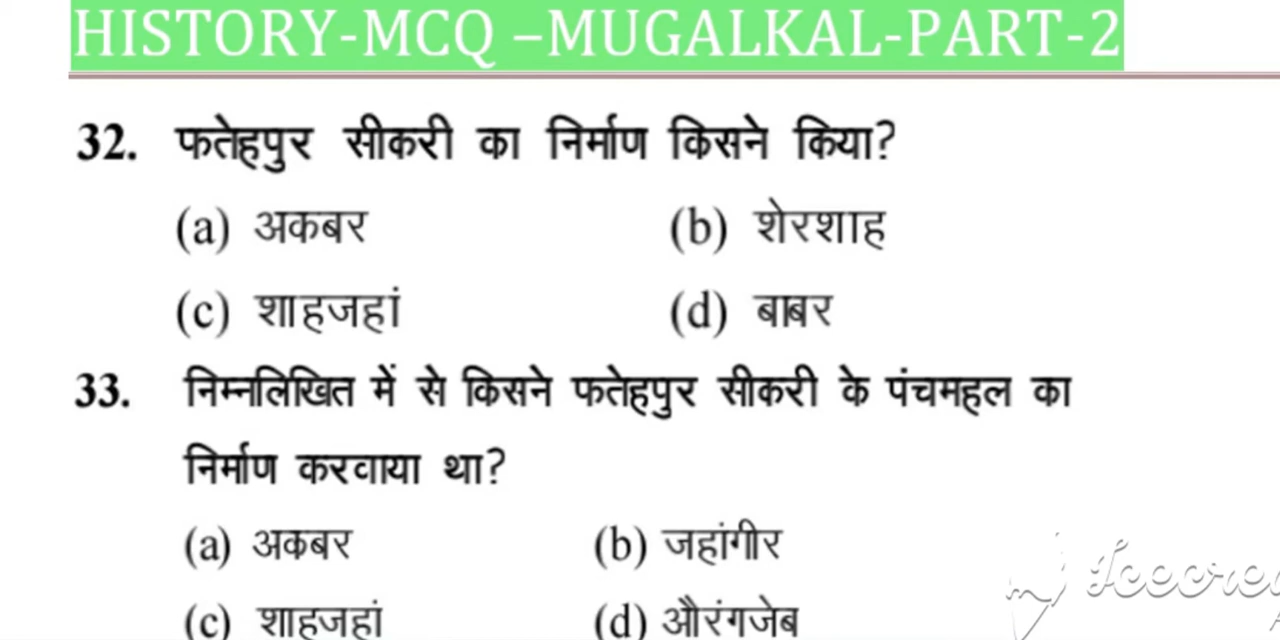 HISTORY-MCQ –MUGALKAL-PART-2
32. फतेहपुर सीकरी का निर्माण किसने किया?
(a) अकबर (b) शेरशाह
(c) शाहजहां (d) बाबर
33. निम्नलिखित में से किसने फतेहपुर सीकरी के पंचमहल का
निर्माण करवाया था?
(a) अकबर (b) जहांगीर
(c) शाहजहां (d) औरंगजेब